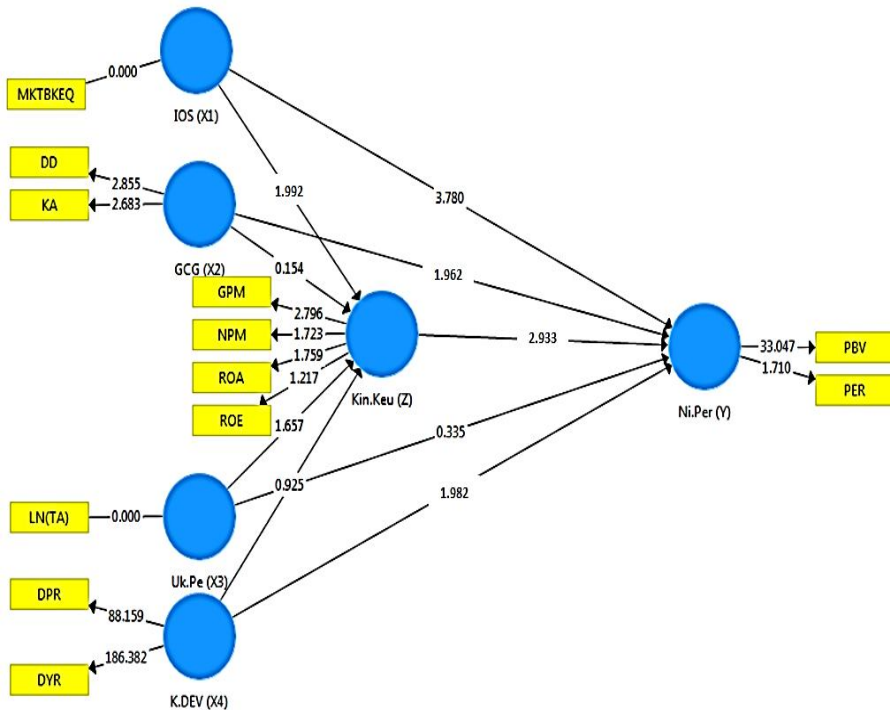 MKTBKEQ
0.000
IOS (X1)
DD
2.855
KA
2.683
1.992
3.780
GCG (X2)
0.154
1.962
GPM
2.796
NPM
1.723
ROA
1.759
ROE
1.217
Kin.Keu (Z)
2.933
33.047
PBV
1.710
PER
Ni.Per (Y)
1.657
0.335
0.925
1.982
LN(TA)
0.000
Uk.Pe (X3)
DPR
88.159
186.382
DYR
K.DEV (X4)